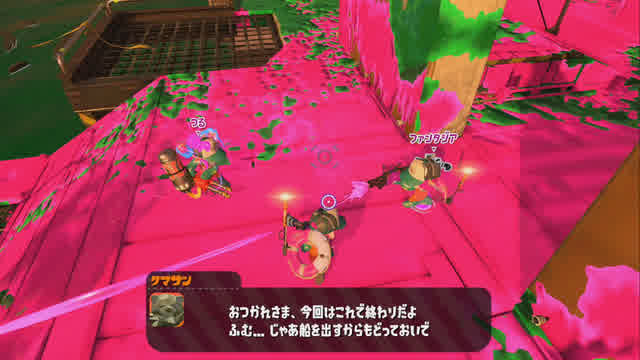 つる
ファンタジア
クマサン
おつかれさま、今回はこれで終わりだよ
ふむ… じゃあ船を出すからもどっておいで